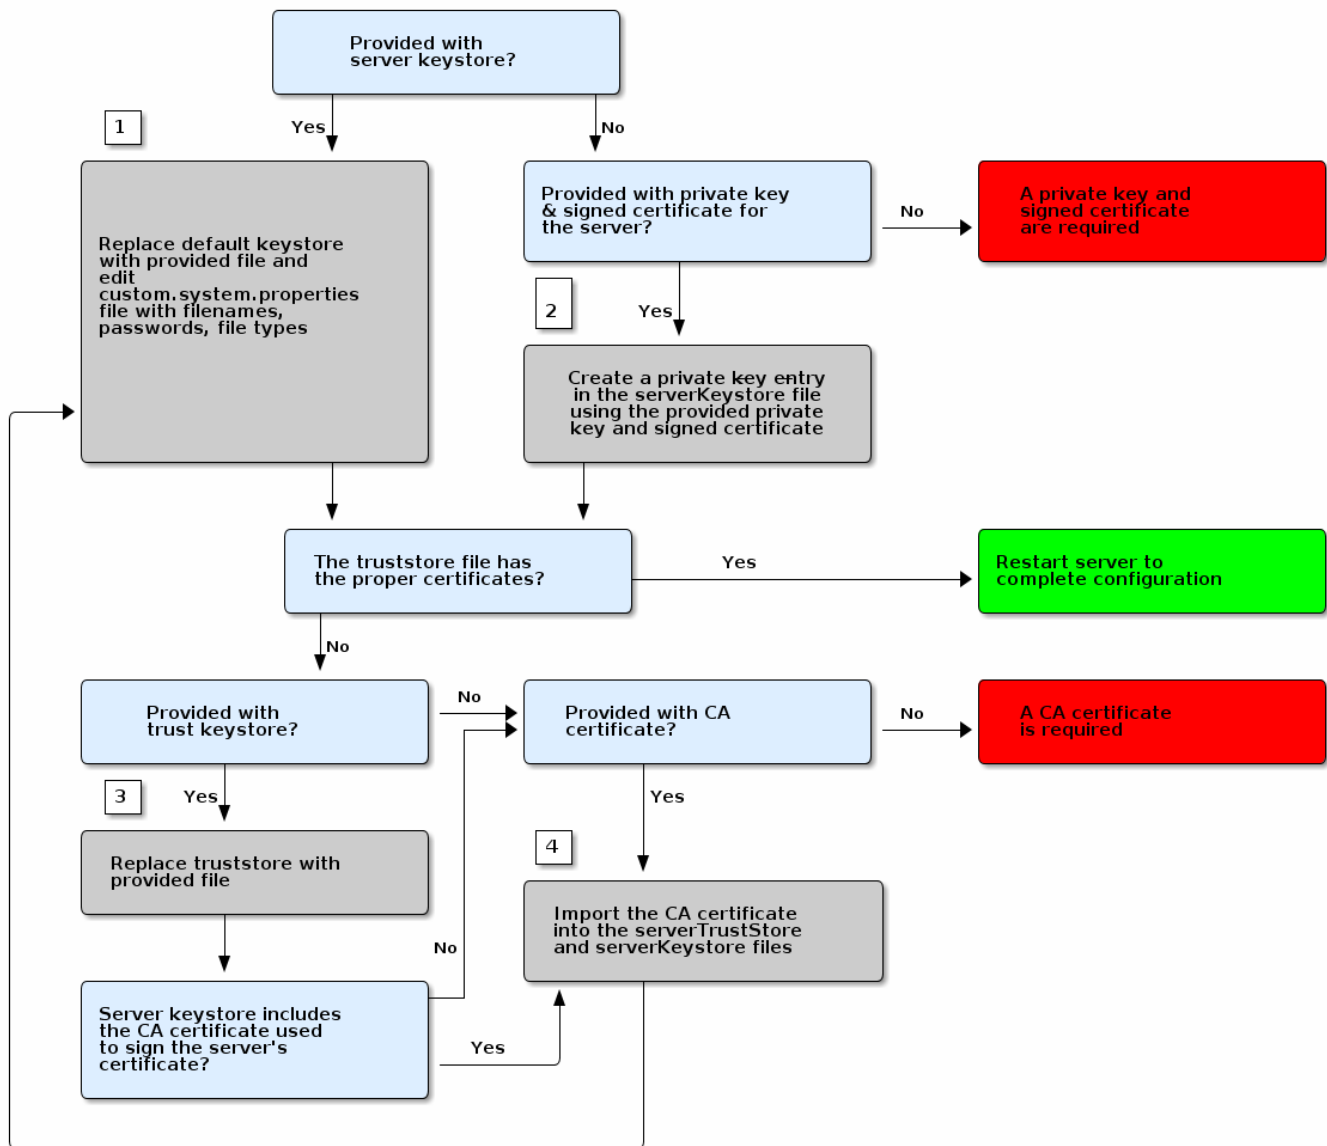 Provided with
server keystore?
1
Yes
No
Replace default keystore
with provided file and
edit
custom.system.properties
file with filenames,
passwords, file types
Provided with private key
& signed certificate for
the server?
No
A private key and
signed certificate
are required
2
Yes
Create a private key entry
in the serverKeystore file
using the provided private
key and signed certificate
The truststore file has
the proper certificates?
Yes
Restart server to
complete configuration
No
Provided with
trust keystore?
No
Provided with CA
certificate?
No
A CA certificate
is required
3
Yes
Yes
Replace truststore with
provided file
4
Import the CA certificate
into the serverTrustStore
and serverKeystore files
No
Server keystore includes
the CA certificate used
to sign the server's
certificate?
Yes